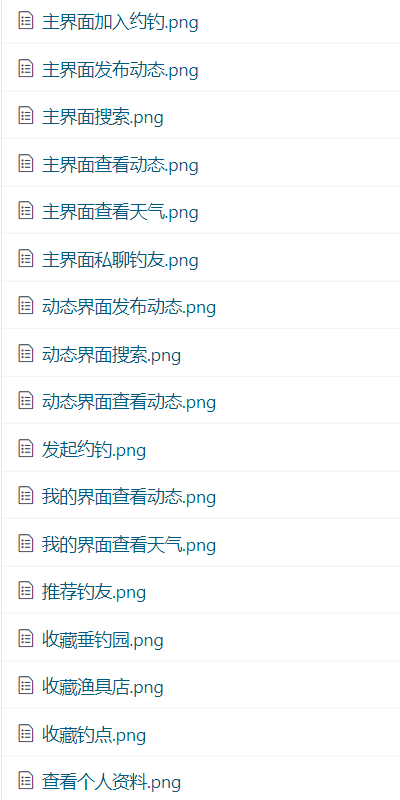 主界面加入约钓.png
主界面发布动态.png
主界面搜索.png
主界面查看动态.png
主界面查看天气.png
主界面私聊钓友.png
动态界面发布动态.png
动态界面搜索.png
动态界面查看动态.png
发起约钓.png
我的界面查看动态.png
我的界面查看天气.png
推荐钓友.png
收藏垂钓园.png
收藏渔具店.png
收藏钓点.png
查看个人资料.png